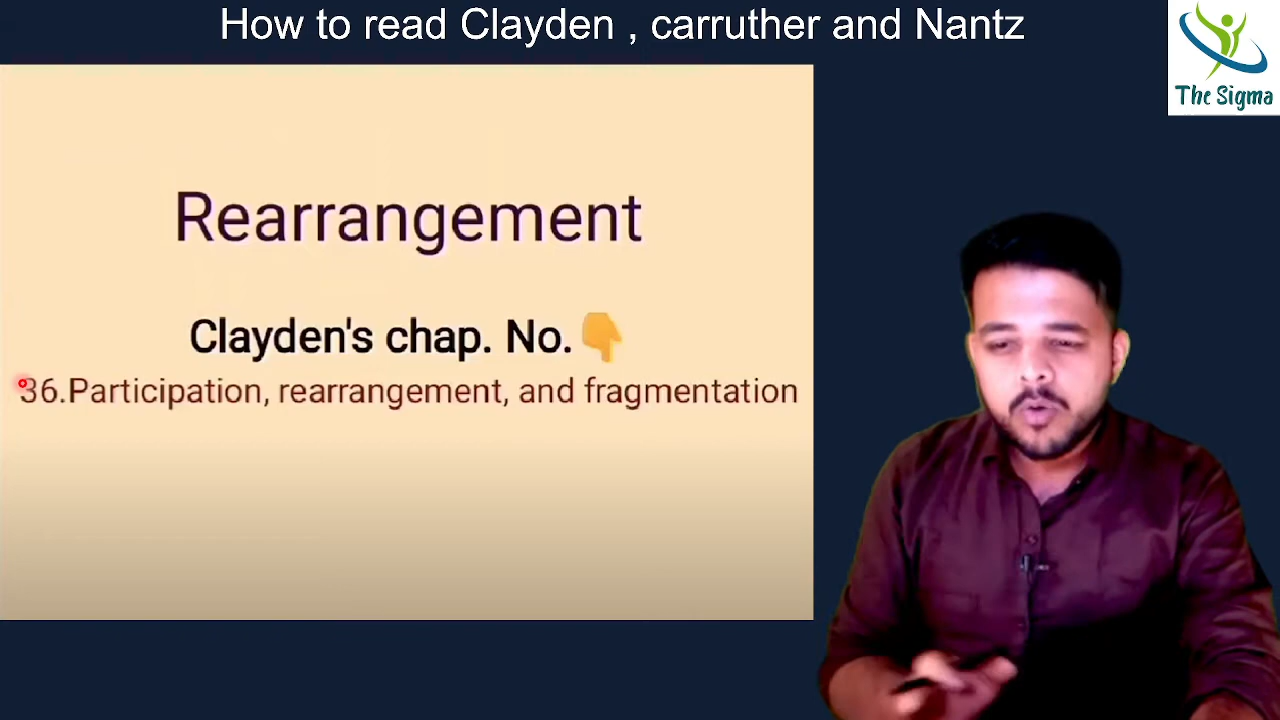 How to read Clayden , carruther and Nantz
The Sigma
Rearrangement
Clayden's chap. No.👇
36.Participation, rearrangement, and fragmentation